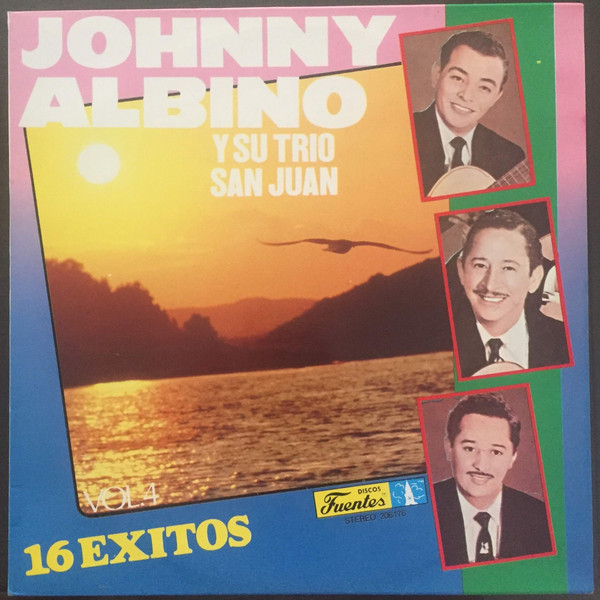 JOHNNY
ALBINO
Y SU TRIO
SAN JUAN
VOL.4
DISCOS
Fuentes
STEREO
16 EXITOS